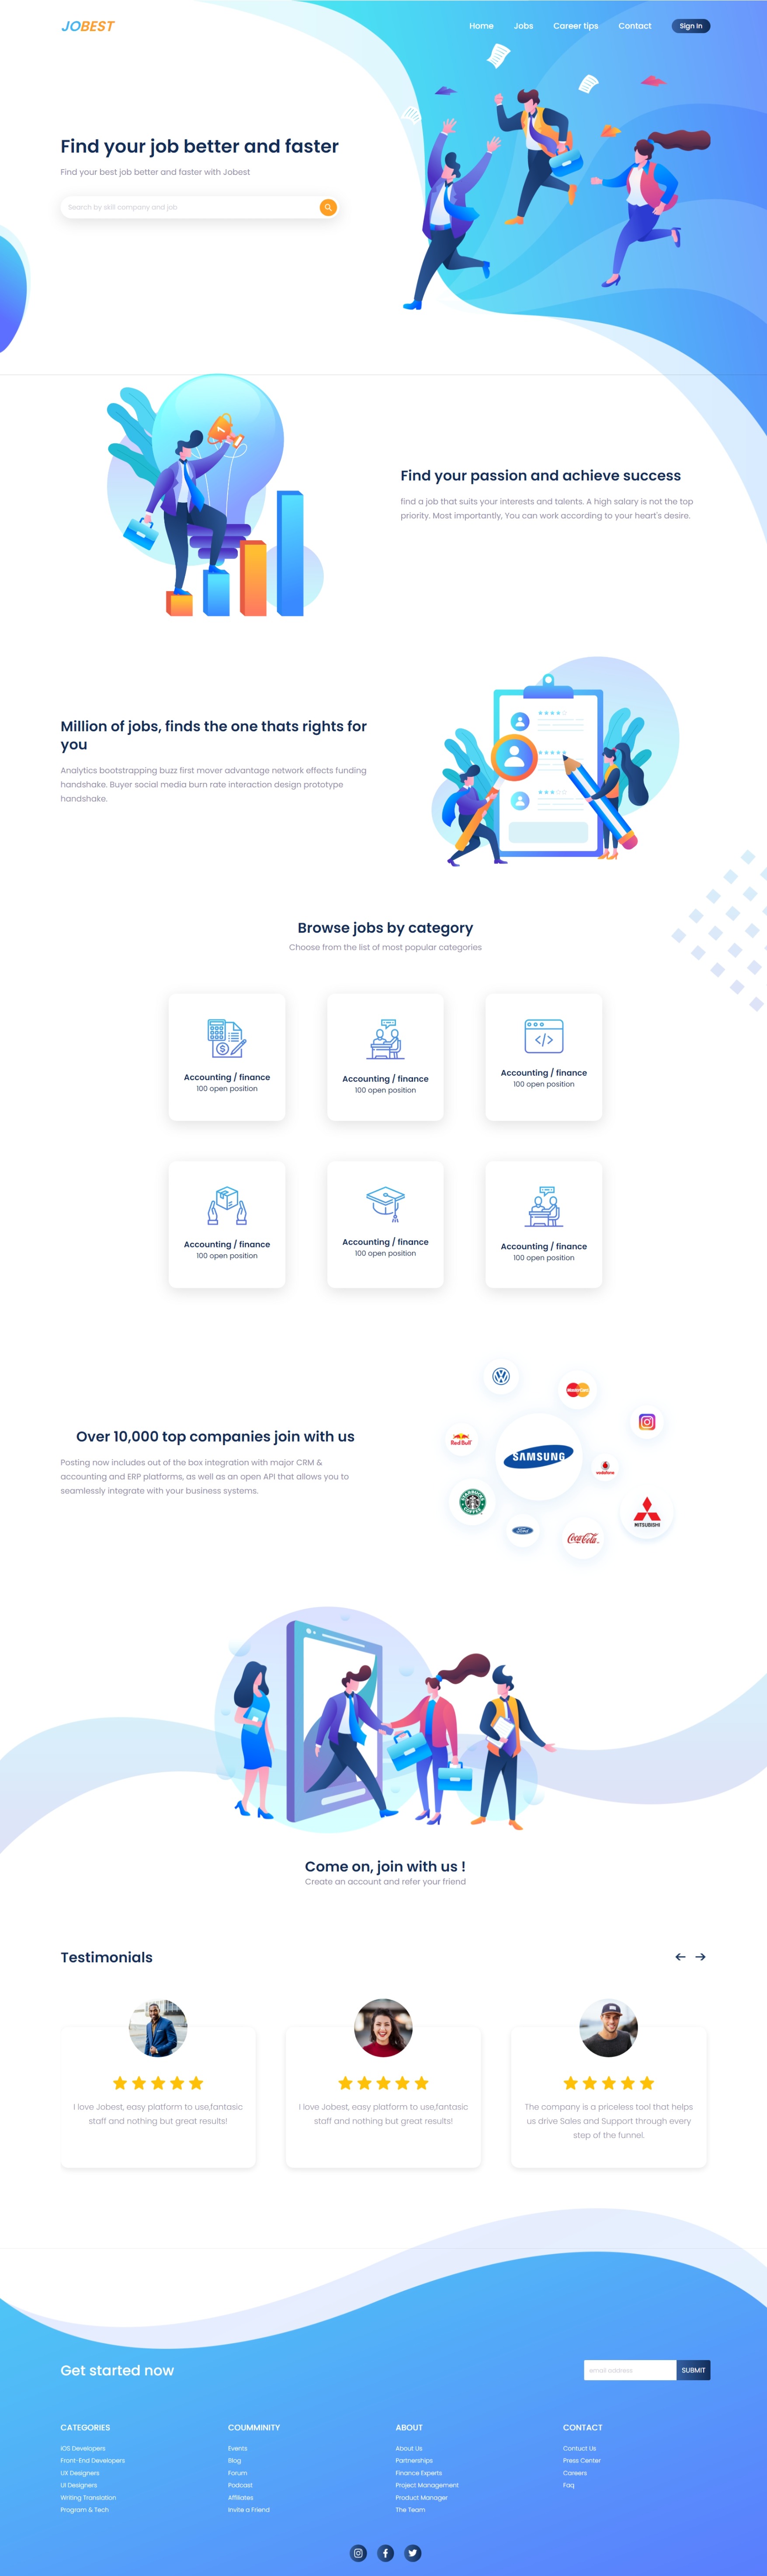 JOBEST
Home
Jobs
Career tips
Contact
Sign In
Find your job better and faster
Find your best job better and faster with Jobest
Search by skill company and job
Find your passion and achieve success
find a job that suits your interests and talents. A high salary is not the top
priority. Most importantly, You can work according to your heart's desire.
Million of jobs, finds the one thats rights for
you
Analytics bootstrapping buzz first mover advantage network effects funding
handshake. Buyer social media burn rate interaction design prototype
handshake.
Browse jobs by category
Choose from the list of most popular categories
Accounting / finance
100 open position
Accounting / finance
100 open position
Accounting / finance
100 open position
Accounting / finance
100 open position
Accounting / finance
100 open position
Accounting / finance
100 open position
Over 10,000 top companies join with us
Posting now includes out of the box integration with major CRM &
accounting and ERP platforms, as well as an open API that allows you to
seamlessly integrate with your business systems.
MasterCard
Red Bull
SAMSUNG
vodafone
STARBUCKS
COFFEE
MITSUBISHI
Ford
Coca-Cola
Come on, join with us !
Create an account and refer your friend
Testimonials
I love Jobest, easy platform to use,fantasic
staff and nothing but great results!
I love Jobest, easy platform to use,fantasic
staff and nothing but great results!
The company is a priceless tool that helps
us drive Sales and Support through every
step of the funnel.
Get started now
email address
SUBMIT
CATEGORIES
iOS Developers
Front-End Developers
UX Designers
UI Designers
Writing Translation
Program & Tech
COUMMINITY
Events
Blog
Forum
Podcast
Affiliates
Invite a Friend
ABOUT
About Us
Partnerships
Finance Experts
Project Management
Product Manager
The Team
CONTACT
Contuct Us
Press Center
Careers
Faq